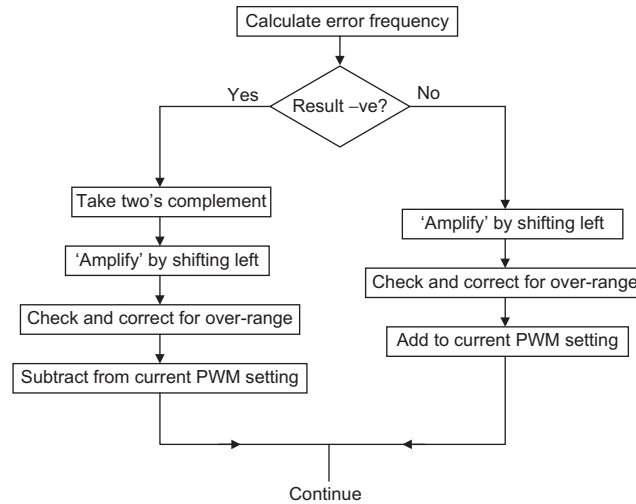 Calculate error frequency
Result –ve?
Yes
No
Take two's complement
'Amplify' by shifting left
Check and correct for over-range
Subtract from current PWM setting
'Amplify' by shifting left
Check and correct for over-range
Add to current PWM setting
Continue